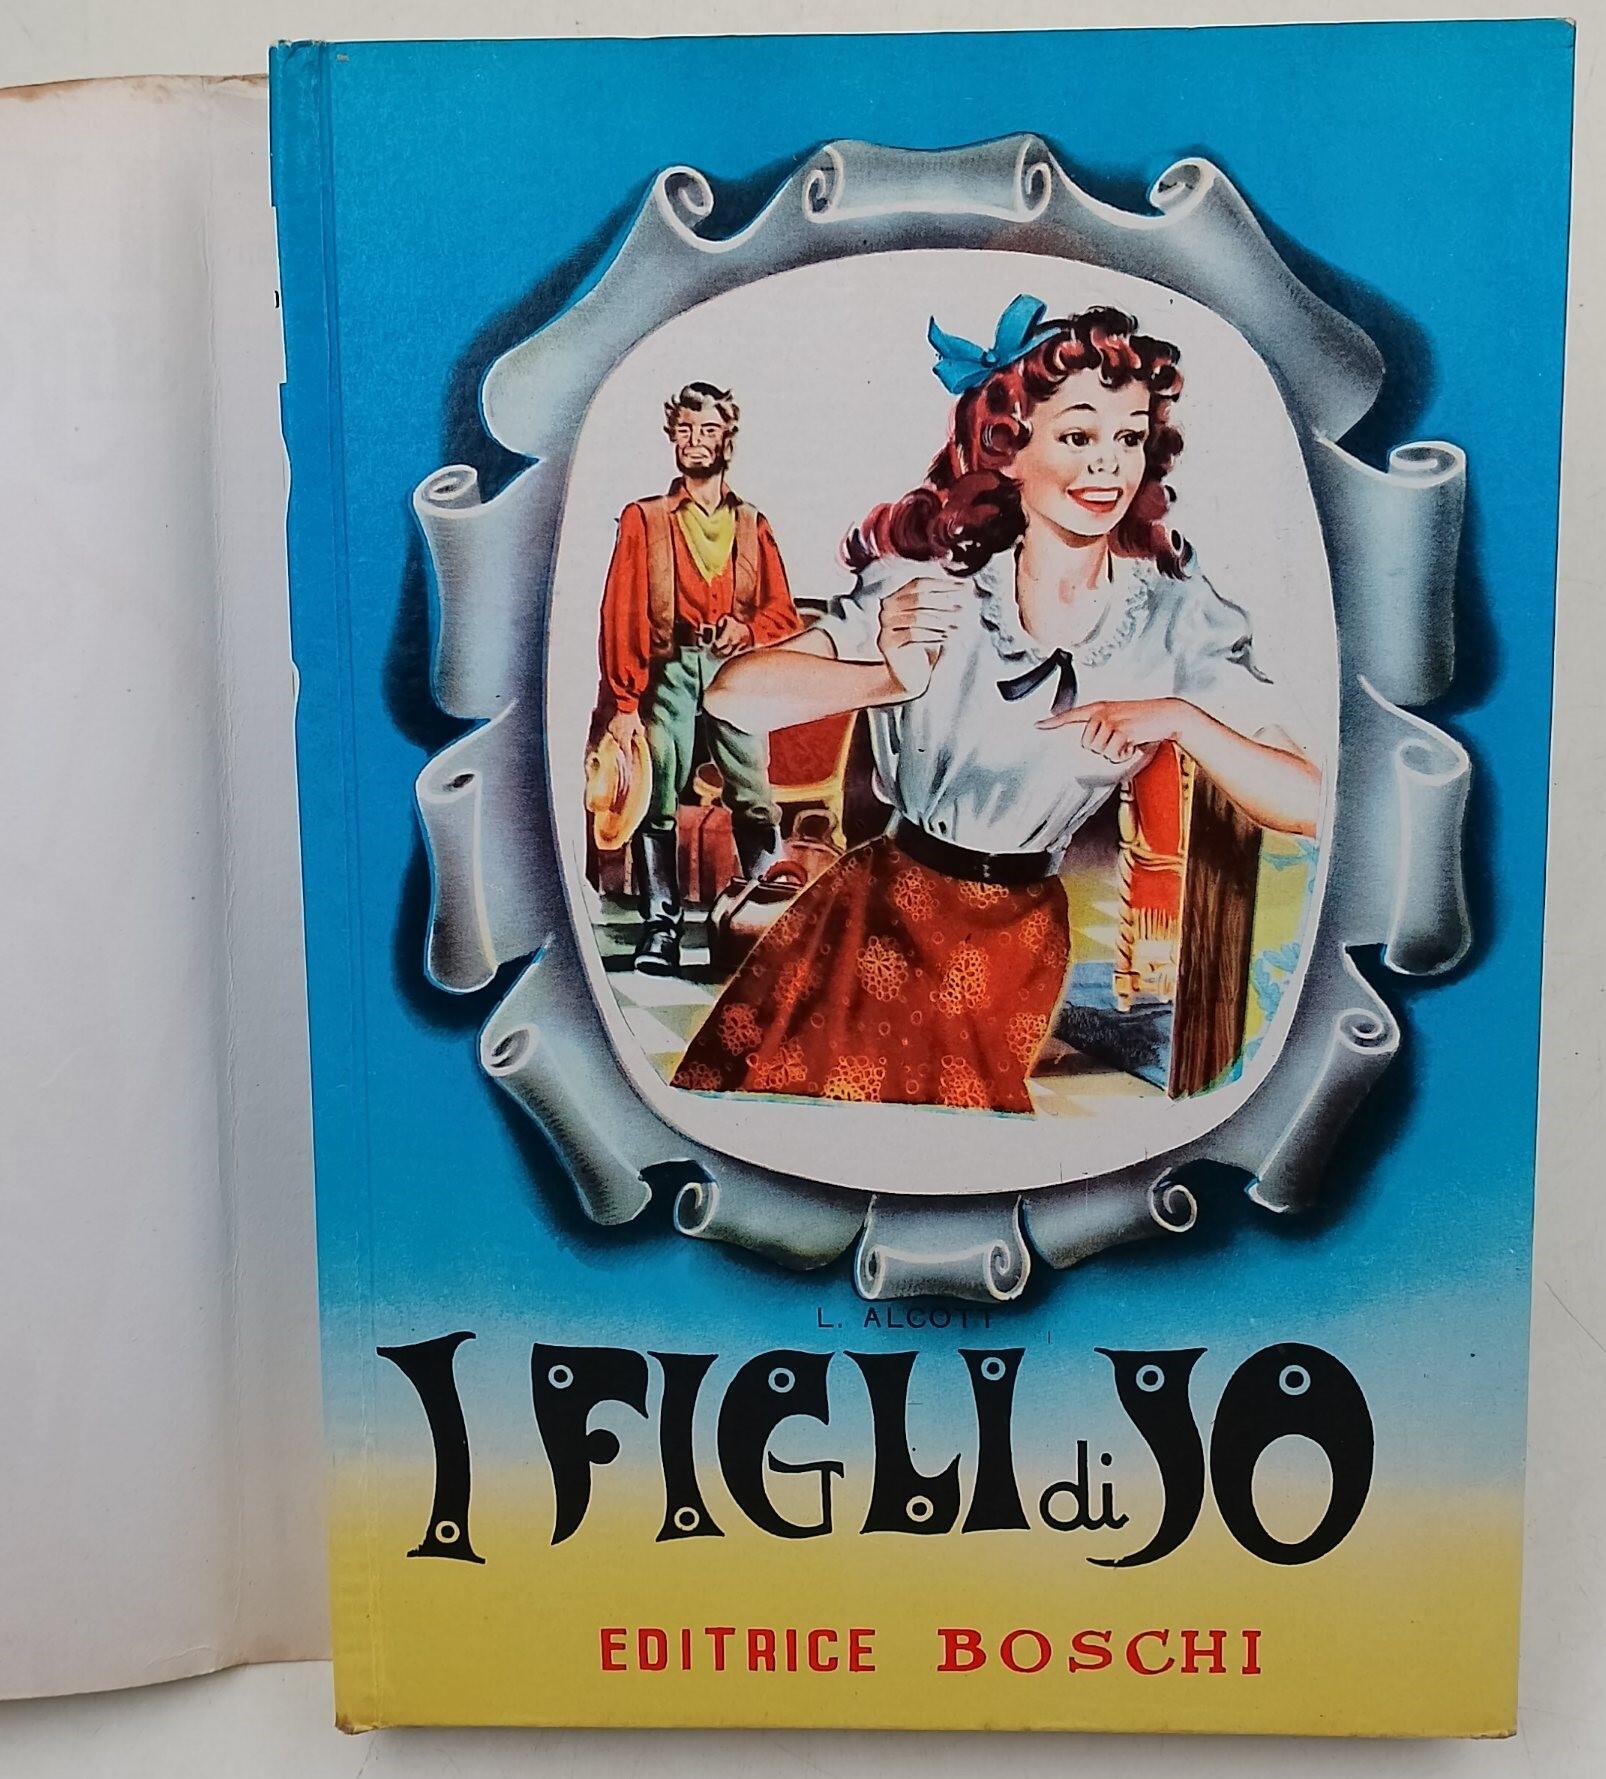 L. ALCOTT
I FIGLI di JO
EDITRICE BOSCHI